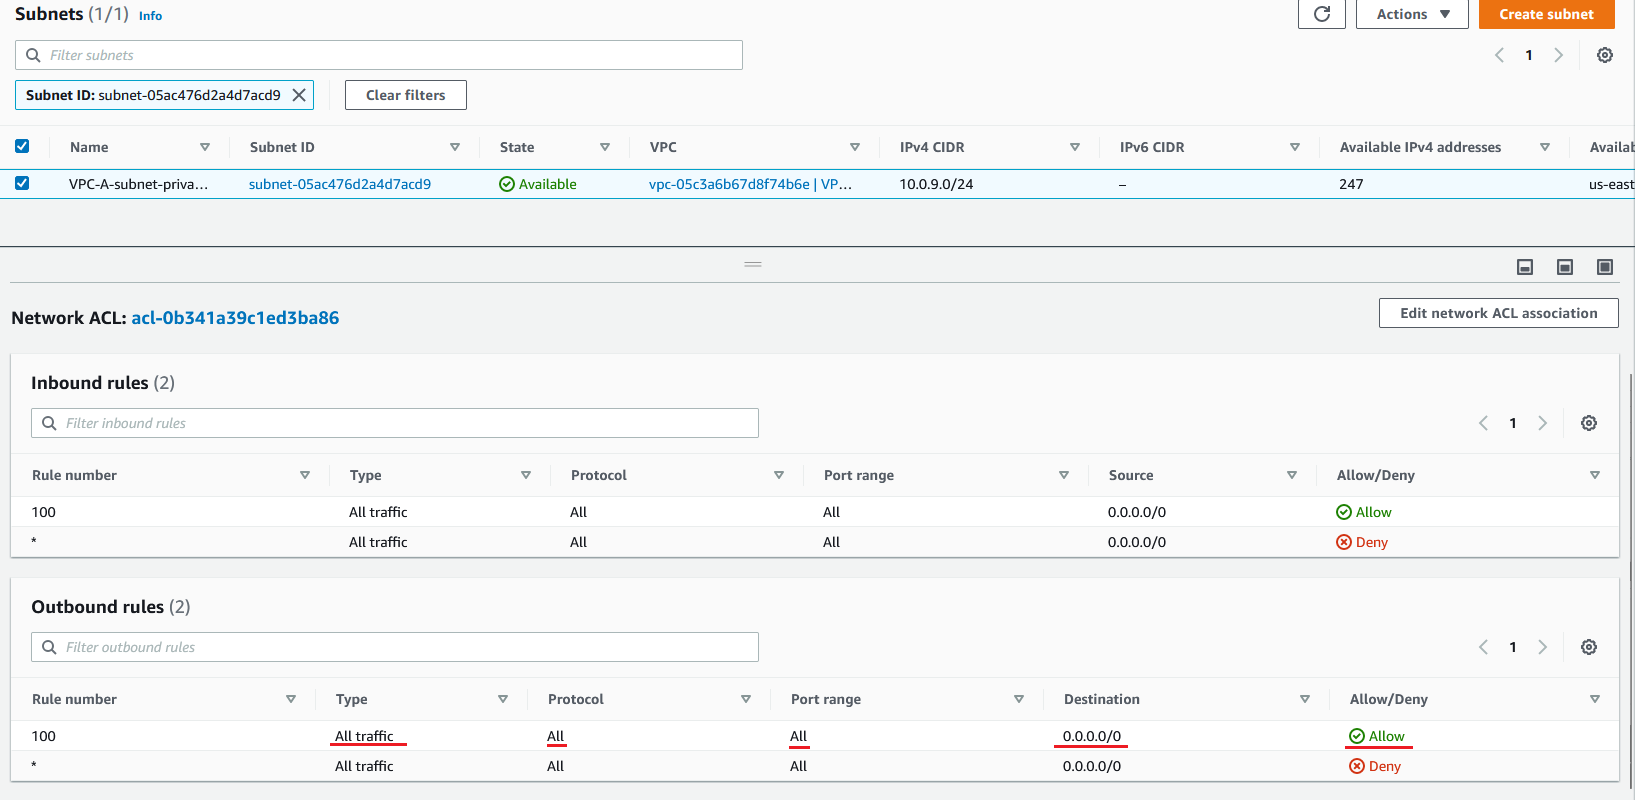 Subnets (1/1) Info
Actions
Create subnet
Filter subnets
1
Subnet ID: subnet-05ac476d2a4d7acd9
Clear filters
Name Subnet ID State VPC IPv4 CIDR IPv6 CIDR Available IPv4 addresses Availab
VPC-A-subnet-priva... subnet-05ac476d2a4d7acd9 Available vpc-05c3a6b67d8f74b6e | VP... 10.0.9.0/24 – 247 us-east
Network ACL: acl-0b341a39c1ed3ba86
Edit network ACL association
Inbound rules (2)
Filter inbound rules
1
Rule number Type Protocol Port range Source Allow/Deny
100 All traffic All All 0.0.0.0/0 Allow
* All traffic All All 0.0.0.0/0 Deny
Outbound rules (2)
Filter outbound rules
1
Rule number Type Protocol Port range Destination Allow/Deny
100 All traffic All All 0.0.0.0/0 Allow
* All traffic All All 0.0.0.0/0 Deny